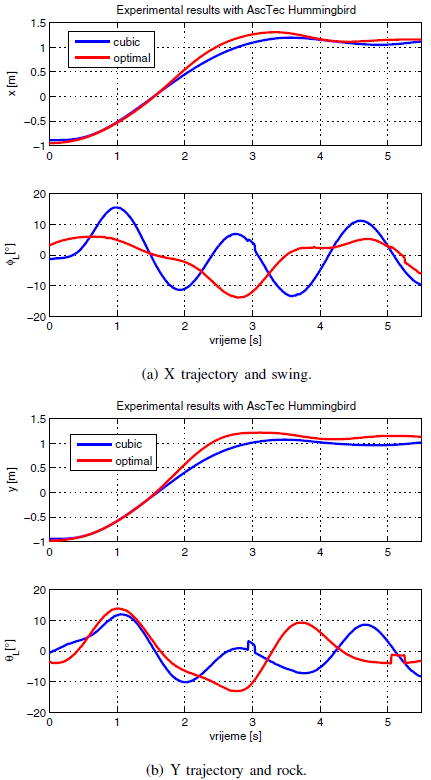 Experimental results with AscTec Hummingbird
1.5
1
0.5
0
−0.5
−1
x [m]
cubic
optimal
0 1 2 3 4 5
20
10
0
−10
−20
ϕL[°]
0 1 2 3 4 5
vrijeme [s]
(a) X trajectory and swing.
Experimental results with AscTec Hummingbird
1.5
1
0.5
0
−0.5
−1
y [m]
cubic
optimal
0 1 2 3 4 5
20
10
0
−10
−20
θL[°]
0 1 2 3 4 5
vrijeme [s]
(b) Y trajectory and rock.